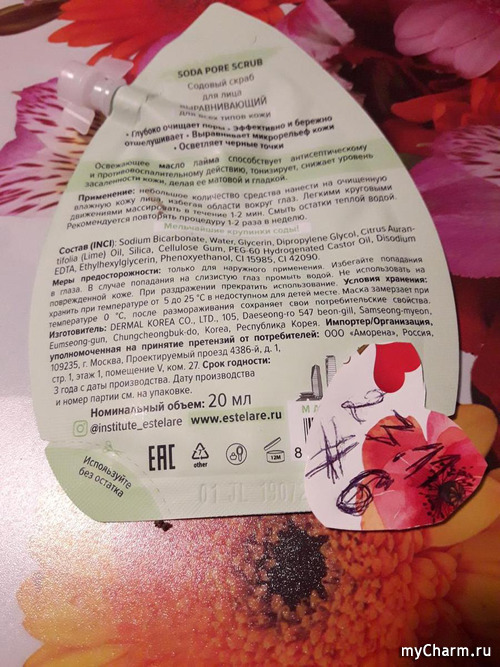 SODA PORE SCRUB
Содовый скраб
для лица
ВЫРАВНИВАЮЩИЙ
для всех типов кожи
• Глубоко очищает поры • Эффективно и бережно
отшелушивает • Выравнивает микрорельеф кожи
• Осветляет черные точки
Освежающее масло лайма способствует антисептическому
и противовоспалительному действию, тонизирует, снижает уровень
засаленности кожи, делая ее матовой и гладкой.
Применение: небольшое количество средства нанести на очищенную
влажную кожу лица, избегая области вокруг глаз. Легкими круговыми
движениями массировать в течение 1-2 мин. Смыть остатки теплой водой.
Рекомендуется повторять процедуру 1-2 раза в неделю.
Мельчайшие крупинки соды!
Состав (INCI): Sodium Bicarbonate, Water, Glycerin, Dipropylene Glycol, Citrus Auran-
tifolia (Lime) Oil, Silica, Cellulose Gum, PEG-60 Hydrogenated Castor Oil, Disodium
EDTA, Ethylhexylglycerin, Phenoxyethanol, CI 15985, CI 42090
Меры предосторожности: только для наружного применения. Избегайте попадания
в глаза. В случае попадания на слизистую глаз промыть водой. Не использовать на
поврежденной коже. При раздражении прекратить использование. Условия хранения:
хранить при температуре от 5 до 25 °С в недоступном для детей месте. Маска замерзает при
температуре 0 °С, после размораживания сохраняет свои потребительские свойства.
Изготовитель: DERMAL KOREA CO., LTD., 105, Daeseong-ro 547 beon-gil, Samseong-myeon,
Eumseong-gun, Chungcheongbuk-do, Korea, Республика Корея. Импортер/Организация,
уполномоченная на принятие претензий от потребителей: ООО «Аморена», Россия,
109235, г. Москва, Проектируемый проезд 4386-й, д. 1,
стр. 1, этаж 1, помещение V, ком. 27. Срок годности:
3 года с даты производства. Дату производства
и номер партии см. на упаковке.
Номинальный объем: 20 мл
@institute_estelare www.estelare.ru
EAC
7
other
12M
8
Используйте
без остатка
myCharm.ru